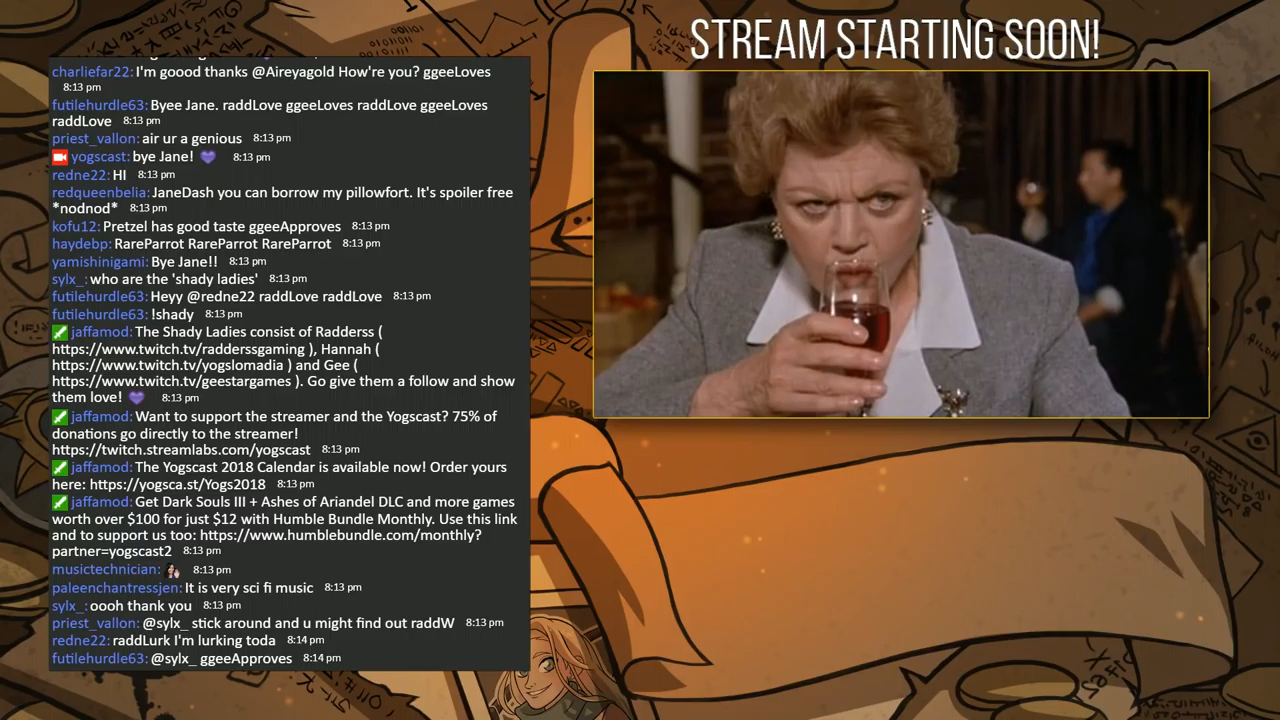 STREAM STARTING SOON!
charliefar22: I'm goood thanks @Aireyagold How're you? ggeeLoves
8:13 pm
futilehurdle63: Byee Jane. raddLove ggeeLoves raddLove ggeeLoves
raddLove 8:13 pm
priest_vallon: air ur a genious 8:13 pm
yogscast: bye Jane! 8:13 pm
redne22: HI 8:13 pm
redqueenbelia: JaneDash you can borrow my pillowfort. It's spoiler free
*nodnod* 8:13 pm
kofu12: Pretzel has good taste ggeeApproves 8:13 pm
haydebp: RareParrot RareParrot RareParrot 8:13 pm
yamishinigami: Bye Jane!! 8:13 pm
sylx_: who are the 'shady ladies' 8:13 pm
futilehurdle63: Heyy @redne22 raddLove raddLove 8:13 pm
futilehurdle63: !shady 8:13 pm
jaffamod: The Shady Ladies consist of Radderss (
https://www.twitch.tv/radderssgaming ), Hannah (
https://www.twitch.tv/yogslomadia ) and Gee (
https://www.twitch.tv/geestargames ). Go give them a follow and show
them love! 8:13 pm
jaffamod: Want to support the streamer and the Yogscast? 75% of
donations go directly to the streamer!
https://twitch.streamlabs.com/yogscast 8:13 pm
jaffamod: The Yogscast 2018 Calendar is available now! Order yours
here: https://yogsca.st/Yogs2018 8:13 pm
jaffamod: Get Dark Souls III + Ashes of Ariandel DLC and more games
worth over $100 for just $12 with Humble Bundle Monthly. Use this link
and to support us too: https://www.humblebundle.com/monthly?
partner=yogscast2 8:13 pm
musictechnician: 8:13 pm
paleenchantressjen: It is very sci fi music 8:13 pm
sylx_: oooh thank you 8:13 pm
priest_vallon: @sylx_ stick around and u might find out raddW 8:13 pm
redne22: raddLurk I'm lurking toda 8:14 pm
futilehurdle63: @sylx_ ggeeApproves 8:14 pm